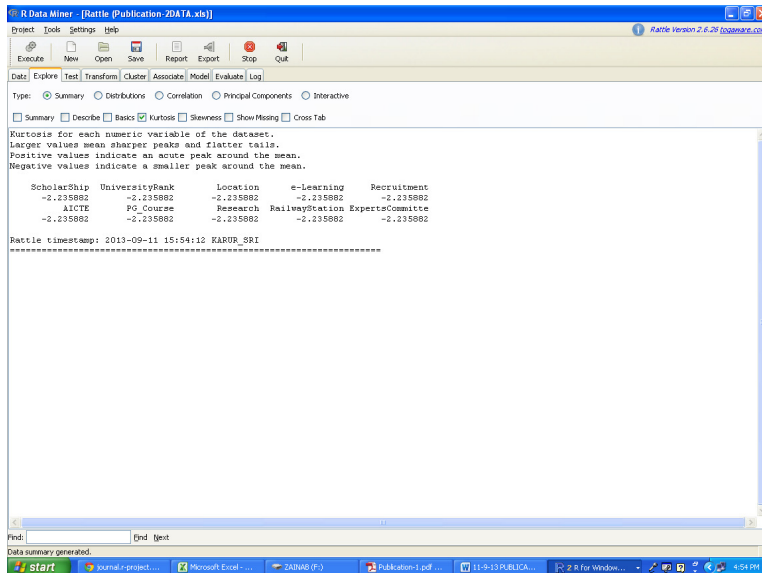 R Data Miner - [Rattle (Publication-2DATA.xls)]
Project Tools Settings Help
Rattle Version 2.6.26 togaware.com
Execute New Open Save Report Export Stop Quit
Data Explore Test Transform Cluster Associate Model Evaluate Log
Type: Summary Distributions Correlation Principal Components Interactive
Summary Describe Basics Kurtosis Skewness Show Missing Cross Tab
Kurtosis for each numeric variable of the dataset.
Larger values mean sharper peaks and flatter tails.
Positive values indicate an acute peak around the mean.
Negative values indicate a smaller peak around the mean.
ScholarShip UniversityRank Location e-Learning Recruitment
-2.235882 -2.235882 -2.235882 -2.235882 -2.235882
AICTE PG_Course Research RailwayStation ExpertsCommitte
-2.235882 -2.235882 -2.235882 -2.235882 -2.235882
Rattle timestamp: 2013-09-11 15:54:12 KARUR_SRI
======================================================================
Find: Find Next
Data summary generated.
start journal.r-project.... Microsoft Excel - ... ZAINAB (F:) Publication-1.pdf ... 11-9-13 PUBLICA... 2 R for Window... 4:54 PM